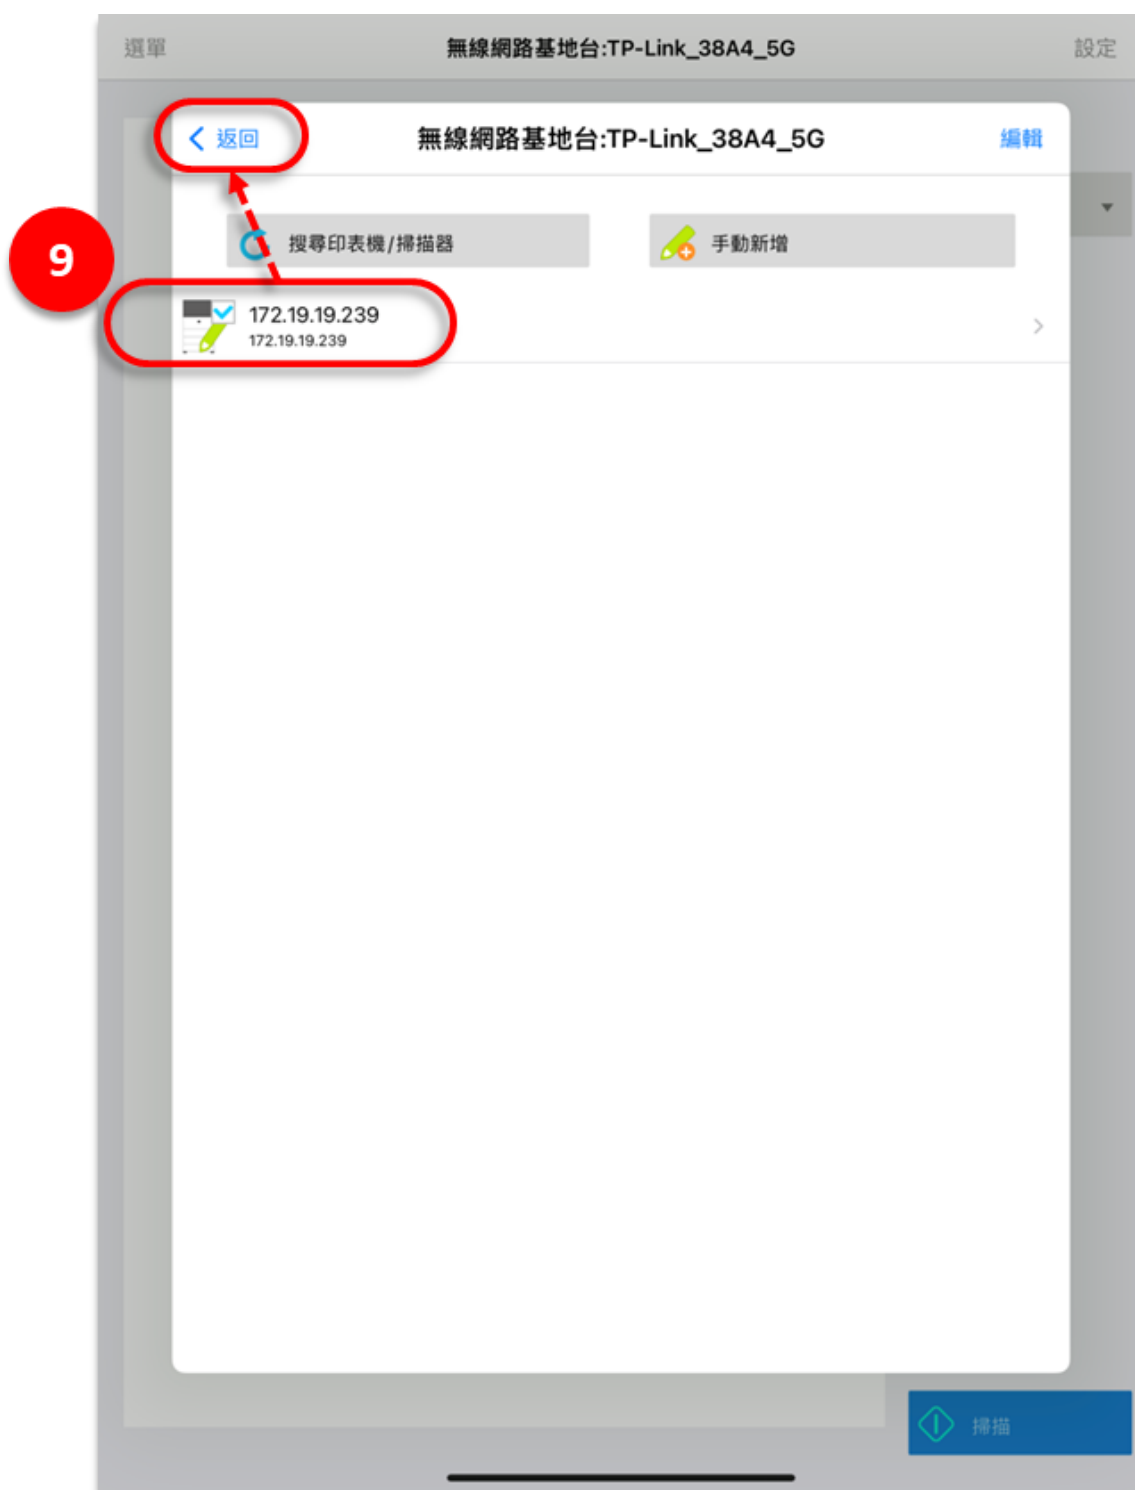 選單
無線網路基地台:TP-Link_38A4_5G
設定
返回
無線網路基地台:TP-Link_38A4_5G
編輯
搜尋印表機/掃描器
手動新增
9
172.19.19.239
172.19.19.239
掃描